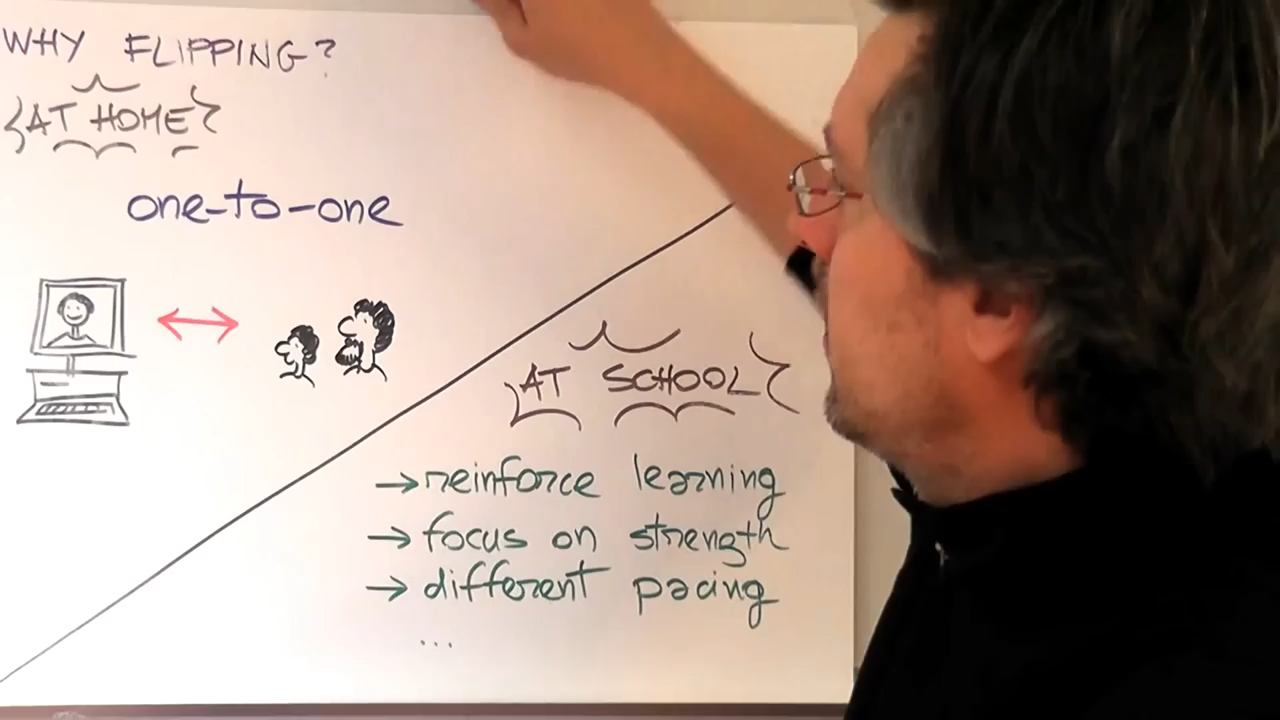 WHY FLIPPING?
{AT HOME}
one-to-one
AT SCHOOL}
→ reinforce learning
→ focus on strength
→ different pacing
...